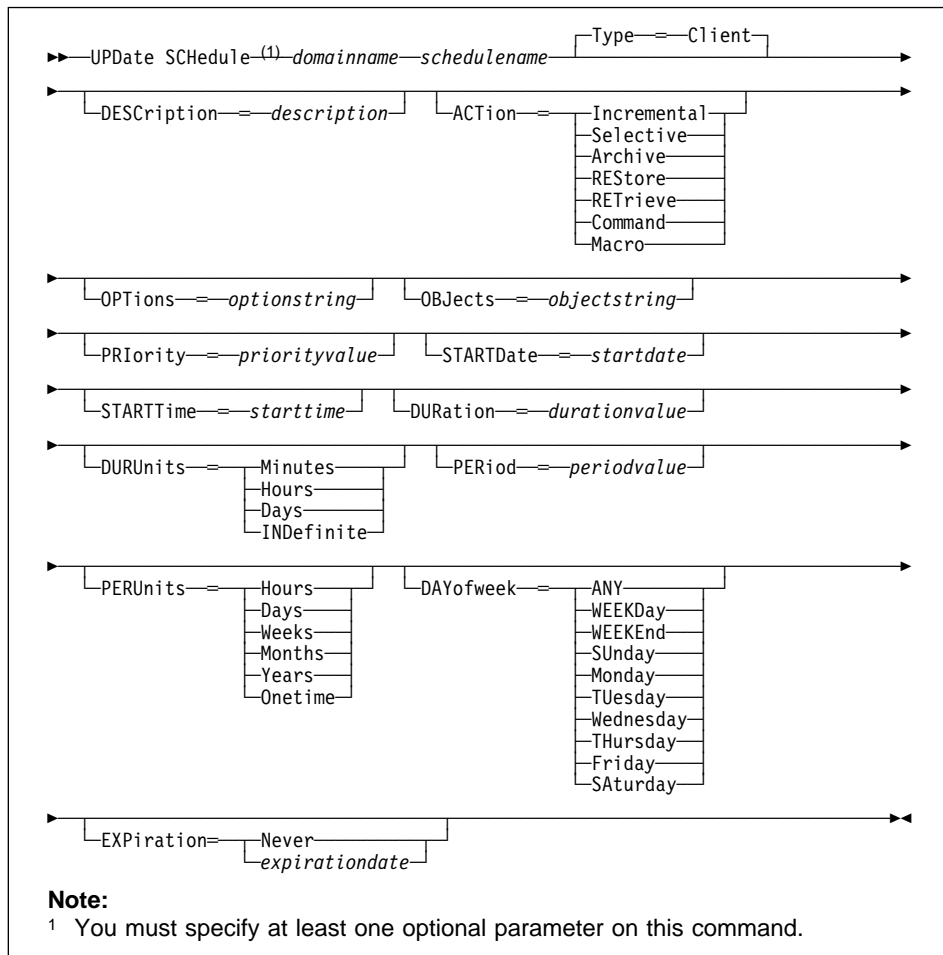 Type = Client
UPDate SCHedule (1) domainname schedulename
DESCription = description ACTion = Incremental
Selective
Archive
REStore
RETrieve
Command
Macro
OPTions = optionstring OBJects = objectstring
PRIority = priorityvalue STARTDate = startdate
STARTTime = starttime DURation = durationvalue
DURUnits = Minutes PERiod = periodvalue
Hours
Days
INDefinite
PERUnits = Hours DAYofweek = ANY
Days WEEKDay
Weeks WEEKEnd
Months SUnday
Years Monday
Onetime TUesday
Wednesday
THursday
Friday
SAturday
EXPiration= Never
expirationdate
Note:
1 You must specify at least one optional parameter on this command.